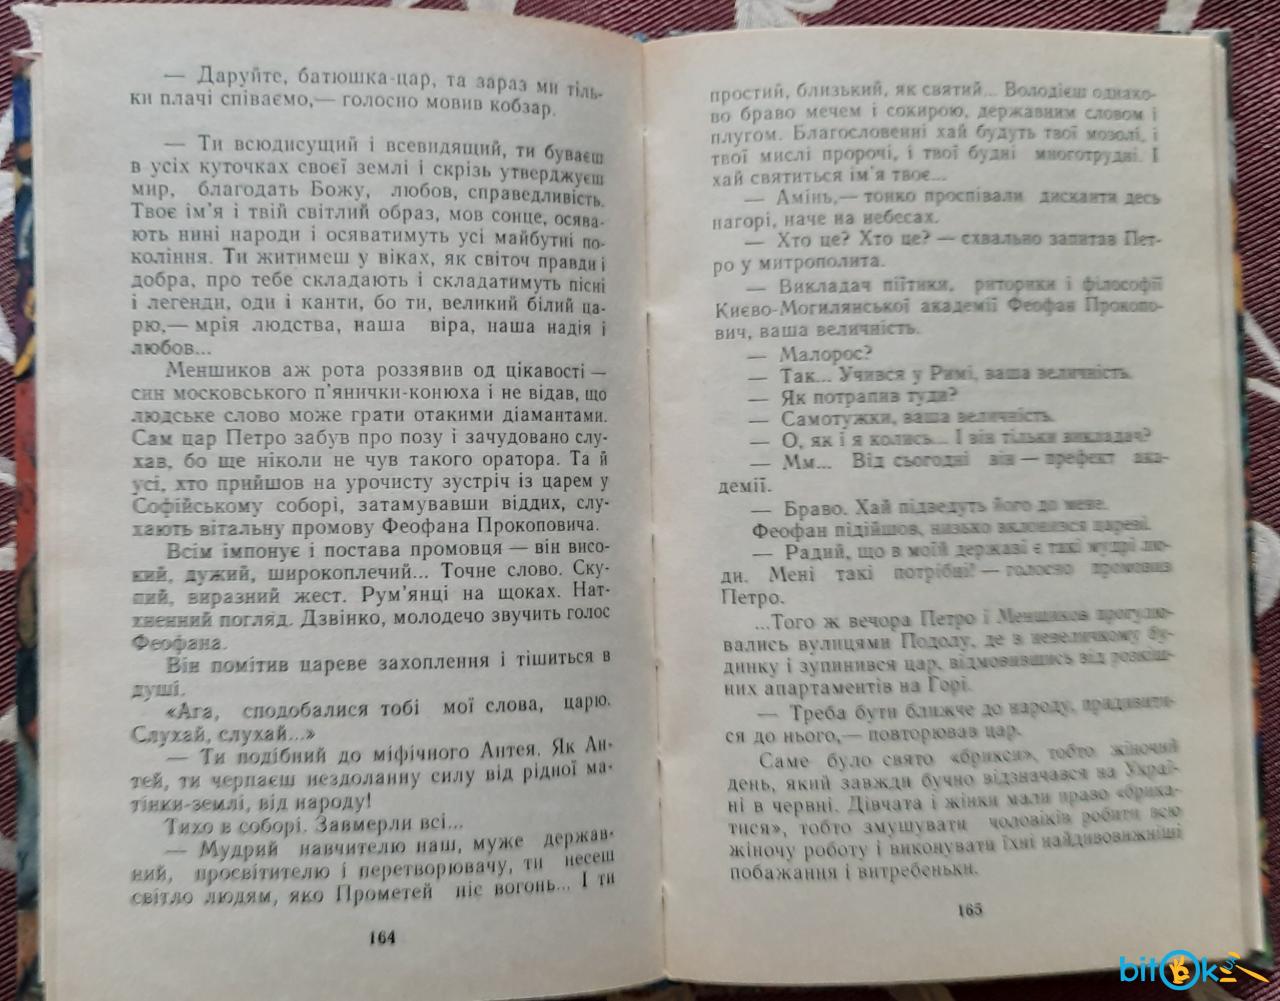 — Даруйте, батюшка-цар, та зараз ми тіль-
ки плачі співаємо,— голосно мовив кобзар.
— Ти всюдисущий і всевидящий, ти буваєш
в усіх куточках своєї землі і скрізь утверджуєш
мир, благодать Божу, любов, справедливість.
Твоє ім'я і твій світлий образ, мов сонце, осява-
ють нині народи і осяватимуть усі майбутні по-
коління. Ти житимеш у віках, як світоч правди і
добра, про тебе складають і складатимуть пісні
і легенди, оди і канти, бо ти, великий білий ца-
рю,— мрія людства, наша віра, наша надія і
любов...
Меншиков аж рота роззявив од цікавості —
син московського п'янички-конюха і не відав, що
людське слово може грати отакими діамантами.
Сам цар Петро забув про позу і зачудовано слу-
хав, бо ще ніколи не чув такого оратора. Та й
усі, хто прийшов на урочисту зустріч із царем у
Софійському соборі, затамувавши віддих, слу-
хають вітальну промову Феофана Прокоповича.
Всім імпонує і постава промовця — він висо-
кий, дужий, широкоплечий... Точне слово. Ску-
пий, виразний жест. Рум'янці на щоках. Нат-
хненний погляд. Дзвінко, молодечо звучить голос
Феофана.
Він помітив цареве захоплення і тішиться в
душі.
«Ага, сподобалися тобі мої слова, царю.
Слухай, слухай...»
— Ти подібний до міфічного Антея. Як Ан-
тей, ти черпаєш нездоланну силу від рідної ма-
тінки-землі, від народу!
Тихо в соборі. Завмерли всі...
— Мудрий навчителю наш, муже держав-
ний, просвітителю і перетворювачу, ти несеш
світло людям, яко Прометей ніс вогонь... І ти
164
простий, близький, як святий... Володієш однако-
во браво мечем і сокирою, державним словом і
плугом. Благословенні хай будуть твої мозолі, і
твої мислі пророчі, і твої будні многотрудні. І
хай святиться ім'я твоє...
— Амінь,— тонко проспівали дисканти десь
нагорі, наче на небесах.
— Хто це? Хто це? — схвально запитав Пет-
ро у митрополита.
— Викладач піїтики, риторики і філософії
Києво-Могилянської академії Феофан Прокопо-
вич, ваша величність.
— Малорос?
— Так... Учився у Римі, ваша величність.
— Як потрапив туди?
— Самотужки, ваша величність.
— О, як і я колись... І він тільки викладач?
— Мм... Від сьогодні він — префект ака-
демії.
— Браво. Хай підведуть його до мене.
Феофан підійшов, низько вклонився цареві.
— Радий, що в моїй державі є такі мудрі лю-
ди. Мені такі потрібні! — голосно промовив
Петро.
...Того ж вечора Петро і Меншиков прогулю-
вались вулицями Подолу, де в невеличкому бу-
динку і зупинився цар, відмовившись від розкіш-
них апартаментів на Горі.
— Треба бути ближче до народу, придивити-
ся до нього,— повторював цар.
Саме було свято «брикси», тобто жіночий
день, який завжди бучно відзначався на Украї-
ні в червні. Дівчата і жінки мали право «брика-
тися», тобто змушувати чоловіків робити всю
жіночу роботу і виконувати їхні найдивовижніші
побажання і витребеньки.
165
bitOk